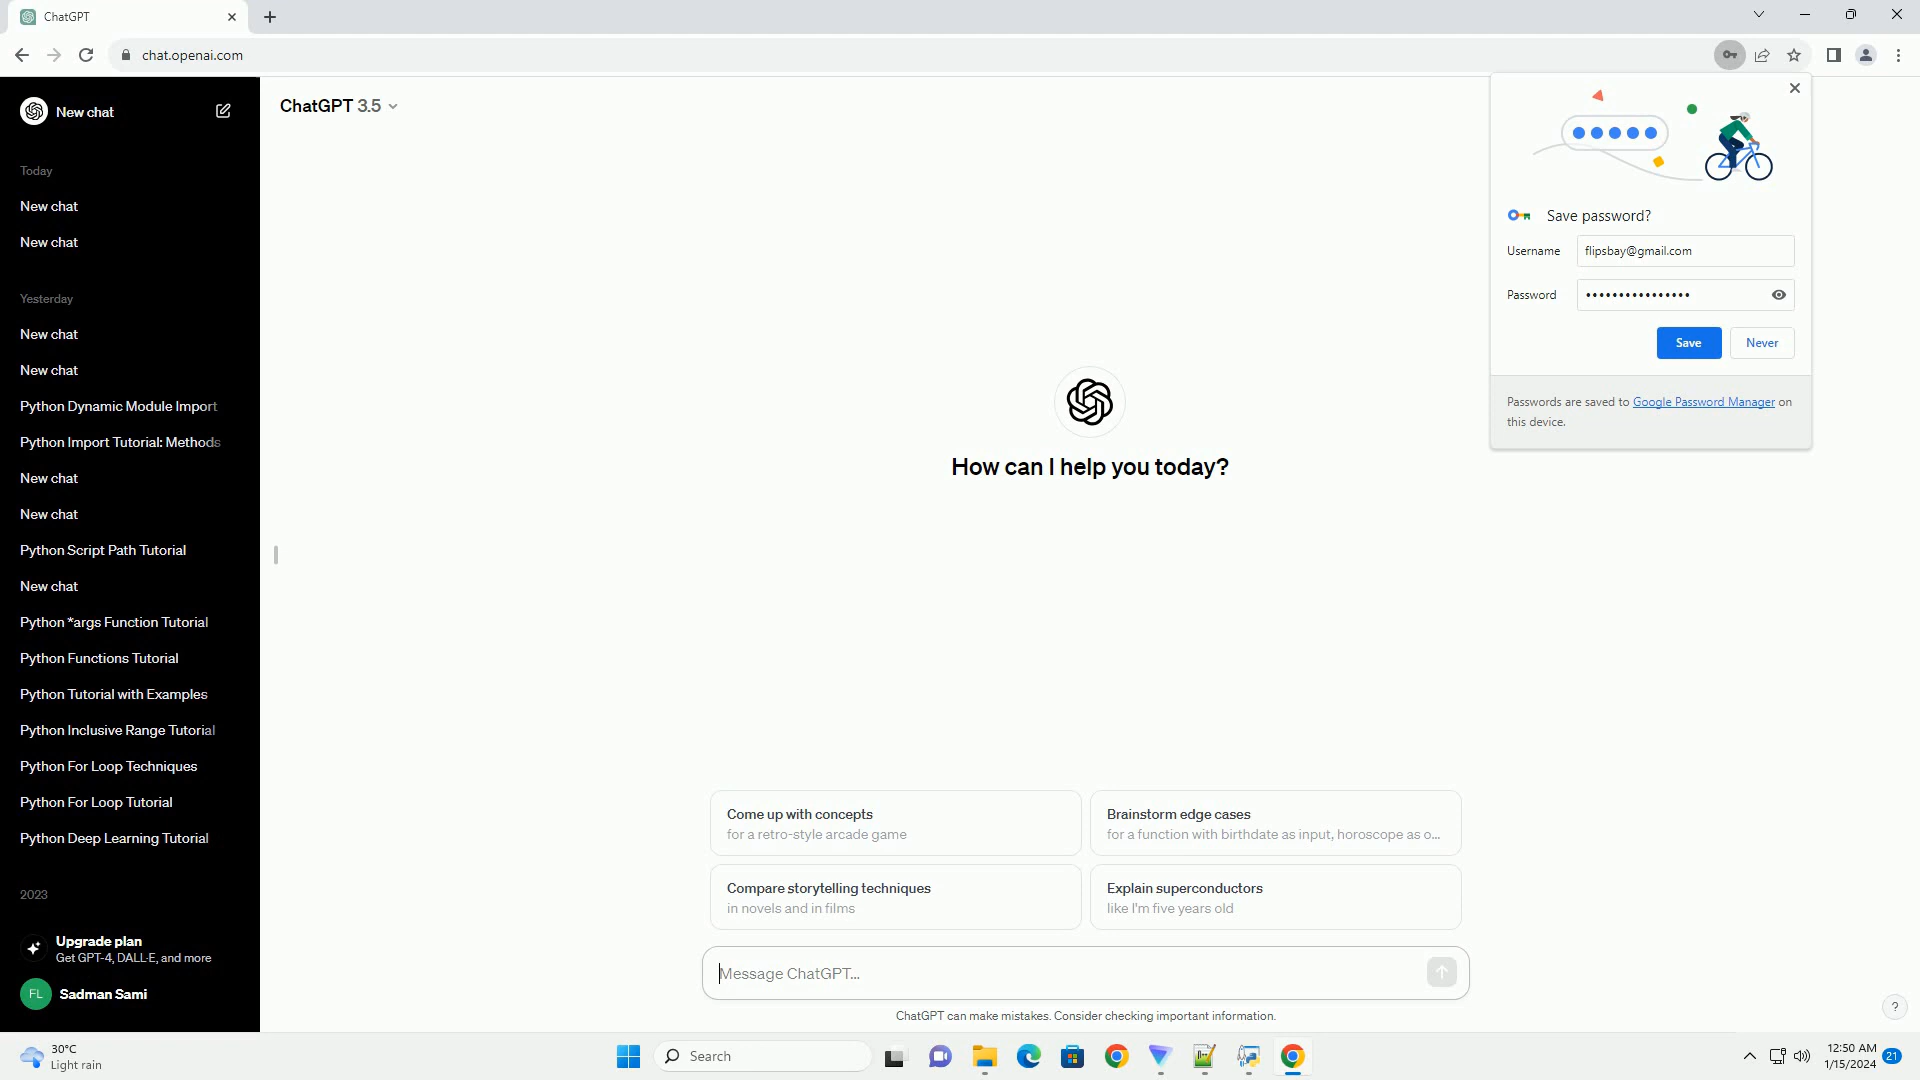 ChatGPT
chat.openai.com
New chat
Today
New chat
New chat
Yesterday
New chat
New chat
Python Dynamic Module Import
Python Import Tutorial: Methods
New chat
New chat
Python Script Path Tutorial
New chat
Python *args Function Tutorial
Python Functions Tutorial
Python Tutorial with Examples
Python Inclusive Range Tutorial
Python For Loop Techniques
Python For Loop Tutorial
Python Deep Learning Tutorial
2023
Upgrade plan
Get GPT-4, DALL·E, and more
FL Sadman Sami
ChatGPT 3.5
How can I help you today?
Come up with concepts
for a retro-style arcade game
Brainstorm edge cases
for a function with birthdate as input, horoscope as o...
Compare storytelling techniques
in novels and in films
Explain superconductors
like I'm five years old
Message ChatGPT...
ChatGPT can make mistakes. Consider checking important information.
?
Save password?
Username flipsbay@gmail.com
Password ••••••••••••••••
Save Never
Passwords are saved to Google Password Manager on
this device.
30°C
Light rain
Search
12:50 AM
1/15/2024
21